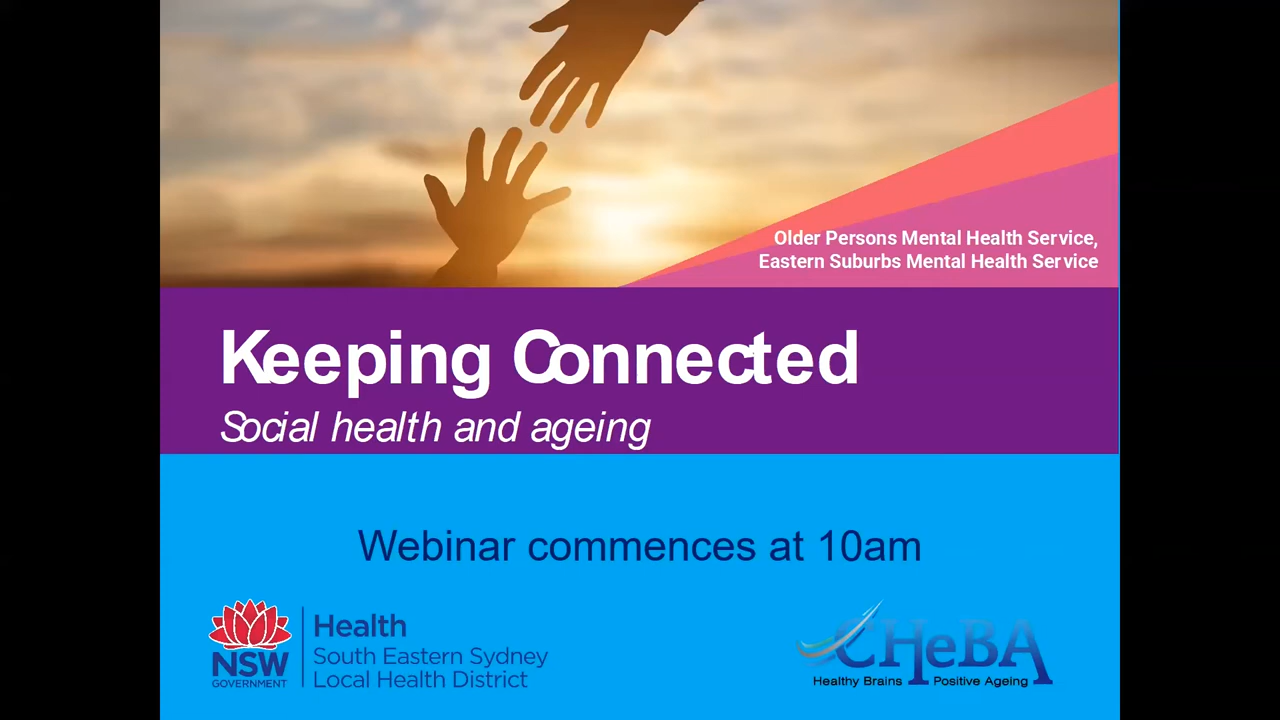 Older Persons Mental Health Service,
Eastern Suburbs Mental Health Service
Keeping Connected
Social health and ageing
Webinar commences at 10am
NSW
GOVERNMENT
Health
South Eastern Sydney
Local Health District
CHeBA
Healthy Brains Positive Ageing